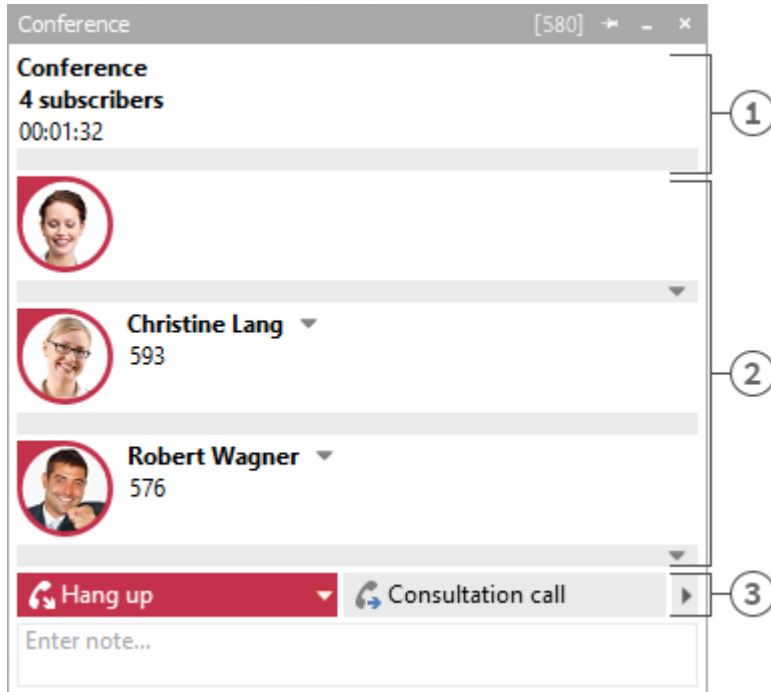 Conference [580]
Conference
4 subscribers
00:01:32
1
Christine Lang
593
2
Robert Wagner
576
Hang up Consultation call
3
Enter note...